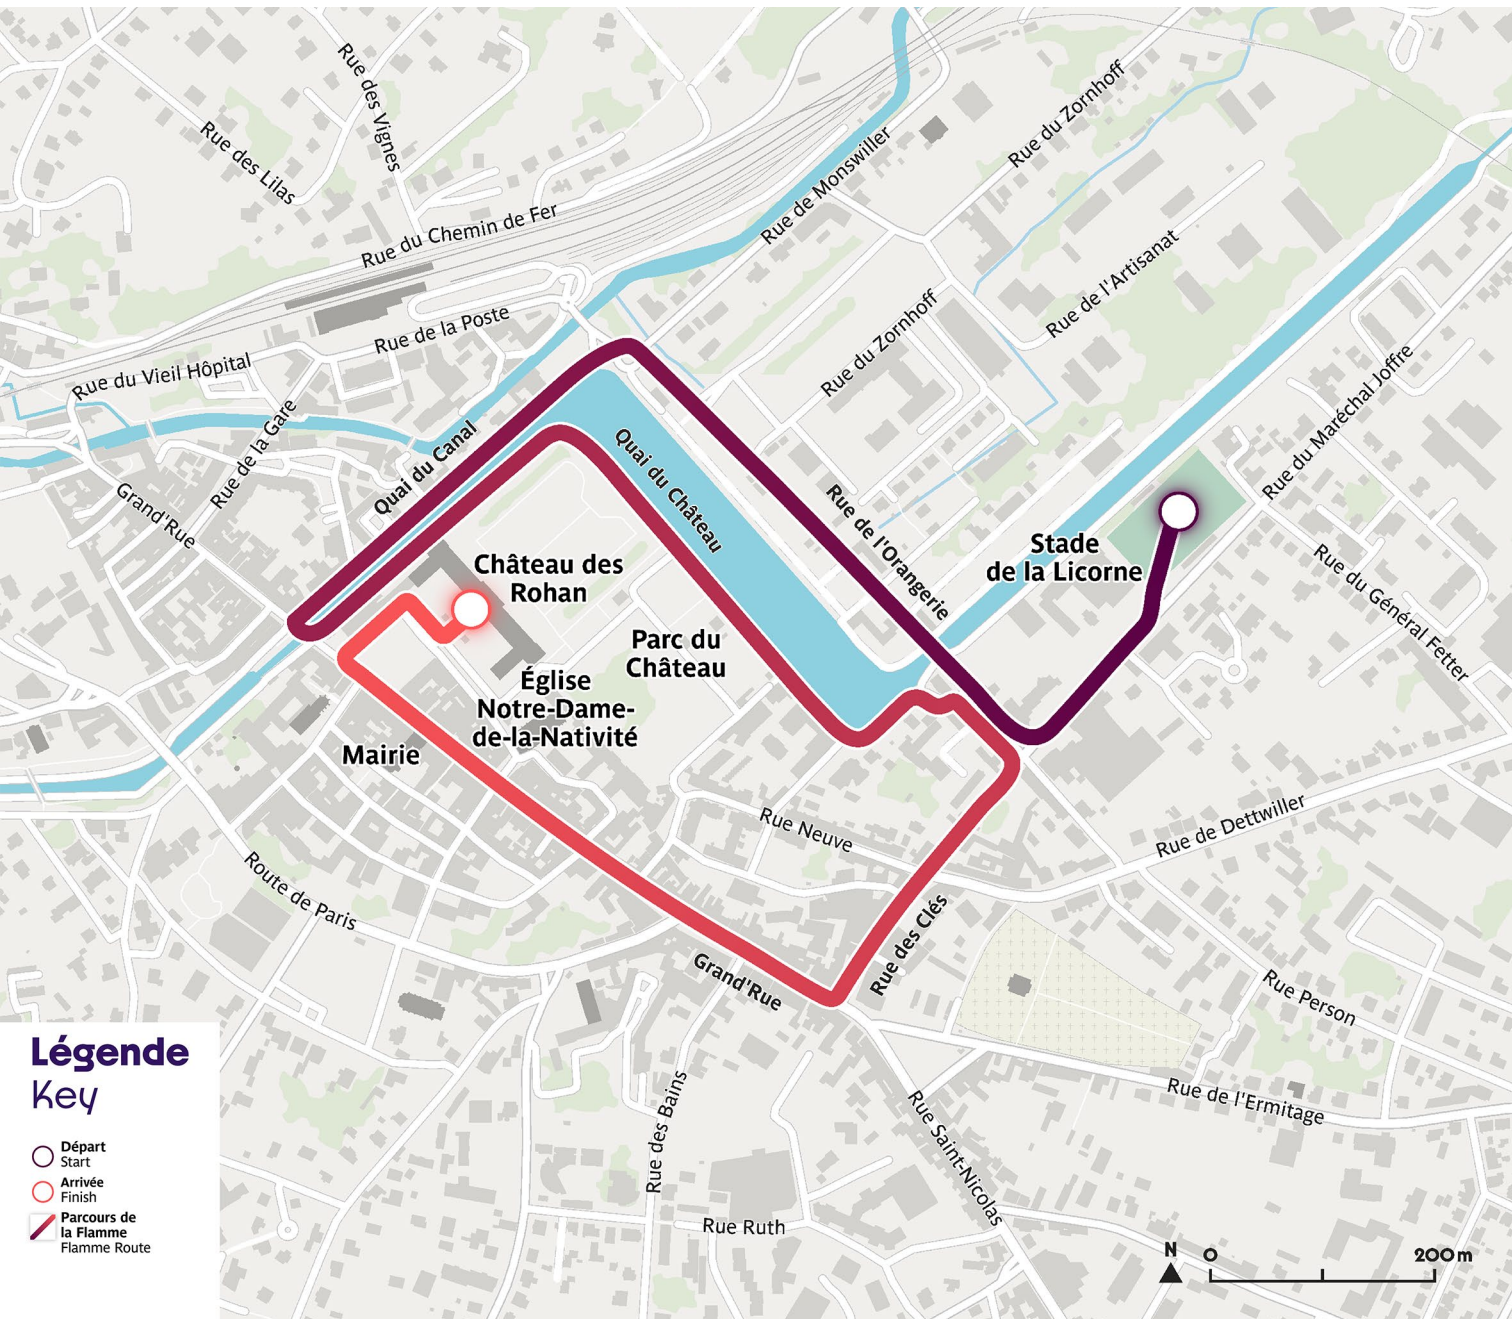 Rue des Vignes
Rue des Lilas
Rue du Zornhoff
Rue de Monswiller
Rue du Chemin de Fer
Rue de l'Artisanat
Rue de la Poste
Rue du Zornhoff
Rue du Vieil Hôpital
Rue du Maréchal Joffre
Rue de la Gare
Quai du Canal
Quai du Château
Grand'Rue
Rue de l'Orangerie
Stade
de la Licorne
Château des
Rohan
Rue du Général Fetter
Parc du
Château
Église
Notre-Dame-
de-la-Nativité
Mairie
Rue Neuve
Rue de Dettwiller
Route de Paris
Rue des Clés
Grand'Rue
Rue Person
Rue des Bains
Rue de l'Ermitage
Rue Saint-Nicolas
Rue Ruth
Légende
Key
Départ
Start
Arrivée
Finish
Parcours de
la Flamme
Flamme Route
N 0 200 m